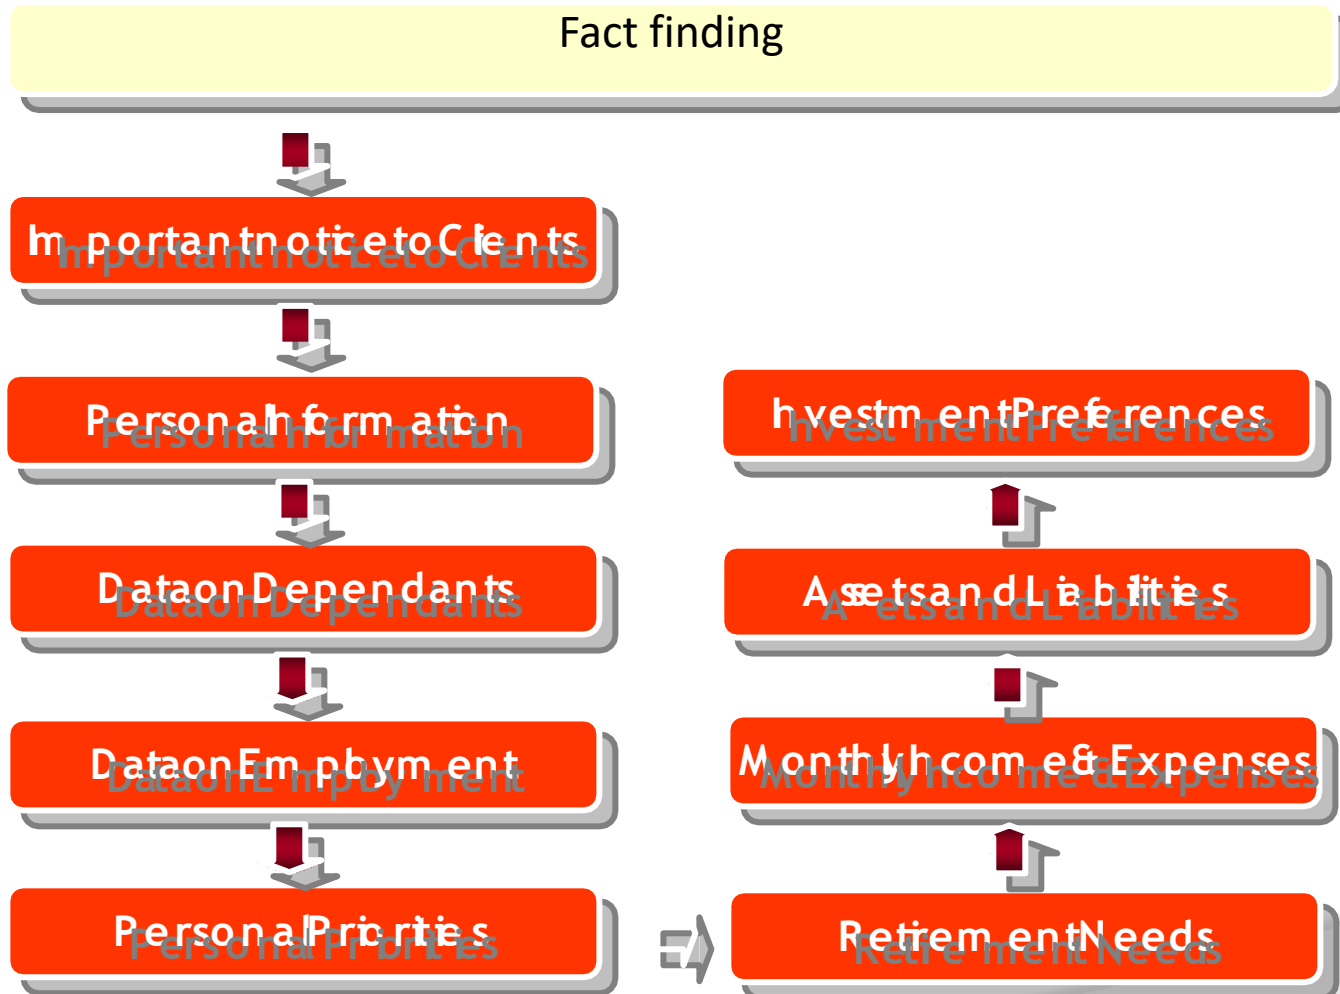 Fact finding
Important notice to Clients
Personal Information
Data on Dependants
Data on Employment
Personal Priorities
Retirement Needs
Monthly Income & Expenses
Assets and Liabilities
Investment Preferences